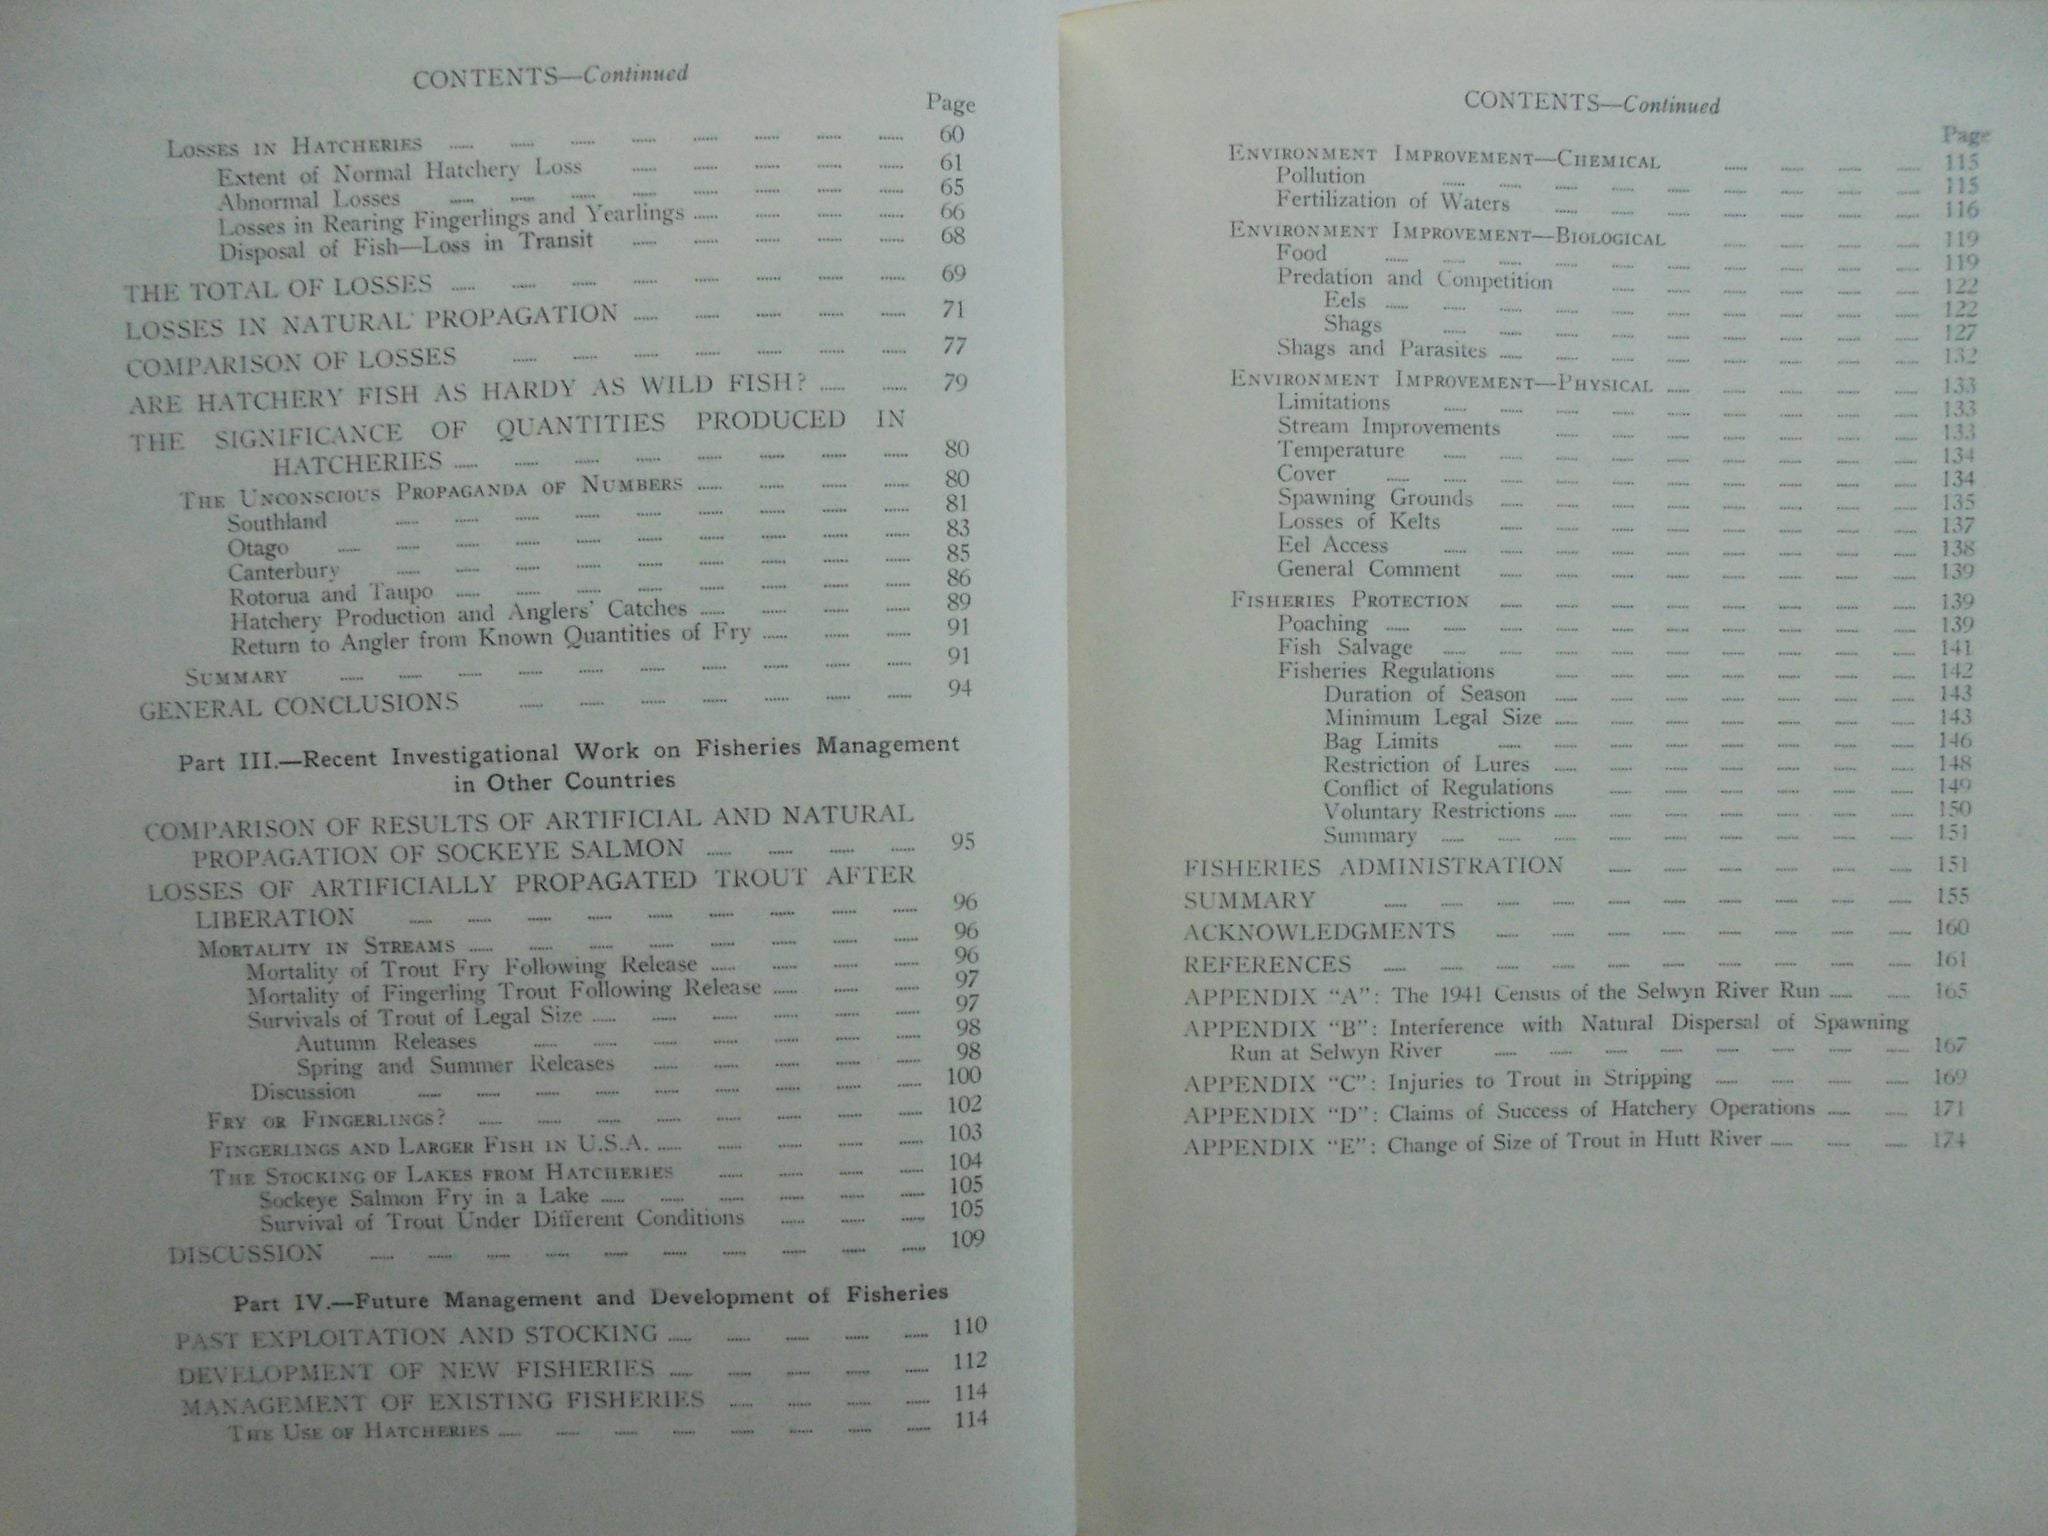 CONTENTS—Continued
Page
LOSSES IN HATCHERIES ...... ...... ...... ...... ...... ...... ...... ...... 60
Extent of Normal Hatchery Loss ...... ...... ...... ...... ...... 61
Abnormal Losses ...... ...... ...... ...... ...... ...... ...... ...... 65
Losses in Rearing Fingerlings and Yearlings ...... ...... ...... ...... 66
Disposal of Fish—Loss in Transit ...... ...... ...... ...... ...... 68
THE TOTAL OF LOSSES ...... ...... ...... ...... ...... ...... ...... ...... 69
LOSSES IN NATURAL PROPAGATION ...... ...... ...... ...... ...... 71
COMPARISON OF LOSSES ...... ...... ...... ...... ...... ...... ...... 77
ARE HATCHERY FISH AS HARDY AS WILD FISH? ...... ...... 79
THE SIGNIFICANCE OF QUANTITIES PRODUCED IN
HATCHERIES ...... ...... ...... ...... ...... ...... ...... ...... 80
THE UNCONSCIOUS PROPAGANDA OF NUMBERS ...... ...... ...... ...... 80
Southland ...... ...... ...... ...... ...... ...... ...... ...... ...... 81
Otago ...... ...... ...... ...... ...... ...... ...... ...... ...... ...... 83
Canterbury ...... ...... ...... ...... ...... ...... ...... ...... ...... 85
Rotorua and Taupo ...... ...... ...... ...... ...... ...... ...... ...... 86
Hatchery Production and Anglers' Catches ...... ...... ...... ...... 89
Return to Angler from Known Quantities of Fry ...... ...... ...... 91
SUMMARY ...... ...... ...... ...... ...... ...... ...... ...... ...... ...... 91
GENERAL CONCLUSIONS ...... ...... ...... ...... ...... ...... ...... 94
Part III.—Recent Investigational Work on Fisheries Management
in Other Countries
COMPARISON OF RESULTS OF ARTIFICIAL AND NATURAL
PROPAGATION OF SOCKEYE SALMON ...... ...... ...... ...... 95
LOSSES OF ARTIFICIALLY PROPAGATED TROUT AFTER
LIBERATION ...... ...... ...... ...... ...... ...... ...... ...... ...... 96
MORTALITY IN STREAMS ...... ...... ...... ...... ...... ...... ...... ...... 96
Mortality of Trout Fry Following Release ...... ...... ...... ...... 96
Mortality of Fingerling Trout Following Release ...... ...... ...... 97
Survivals of Trout of Legal Size ...... ...... ...... ...... ...... ...... 97
Autumn Releases ...... ...... ...... ...... ...... ...... ...... 98
Spring and Summer Releases ...... ...... ...... ...... ...... 98
Discussion ...... ...... ...... ...... ...... ...... ...... ...... ...... 100
FRY OR FINGERLINGS? ...... ...... ...... ...... ...... ...... ...... ...... 102
FINGERLINGS AND LARGER FISH IN U.S.A. ...... ...... ...... ...... ...... 103
THE STOCKING OF LAKES FROM HATCHERIES ...... ...... ...... ...... 104
Sockeye Salmon Fry in a Lake ...... ...... ...... ...... ...... ...... 105
Survival of Trout Under Different Conditions ...... ...... ...... 105
DISCUSSION ...... ...... ...... ...... ...... ...... ...... ...... ...... ...... 109
Part IV.—Future Management and Development of Fisheries
PAST EXPLOITATION AND STOCKING ...... ...... ...... ...... ...... 110
DEVELOPMENT OF NEW FISHERIES ...... ...... ...... ...... ...... 112
MANAGEMENT OF EXISTING FISHERIES ...... ...... ...... ...... 114
THE USE OF HATCHERIES ...... ...... ...... ...... ...... ...... ...... ...... 114
CONTENTS—Continued
Page
ENVIRONMENT IMPROVEMENT—CHEMICAL ...... ...... ...... ...... 115
Pollution ...... ...... ...... ...... ...... ...... ...... ...... ...... 115
Fertilization of Waters ...... ...... ...... ...... ...... ...... ...... 116
ENVIRONMENT IMPROVEMENT—BIOLOGICAL ...... ...... ...... ...... 119
Food ...... ...... ...... ...... ...... ...... ...... ...... ...... ...... 119
Predation and Competition ...... ...... ...... ...... ...... ...... 122
Eels ...... ...... ...... ...... ...... ...... ...... ...... ...... ...... 122
Shags ...... ...... ...... ...... ...... ...... ...... ...... ...... 127
Shags and Parasites ...... ...... ...... ...... ...... ...... ...... ...... 132
ENVIRONMENT IMPROVEMENT—PHYSICAL ...... ...... ...... ...... ...... 133
Limitations ...... ...... ...... ...... ...... ...... ...... ...... ...... 133
Stream Improvements ...... ...... ...... ...... ...... ...... ...... 133
Temperature ...... ...... ...... ...... ...... ...... ...... ...... ...... 134
Cover ...... ...... ...... ...... ...... ...... ...... ...... ...... ...... 134
Spawning Grounds ...... ...... ...... ...... ...... ...... ...... ...... 135
Losses of Kelts ...... ...... ...... ...... ...... ...... ...... ...... 137
Eel Access ...... ...... ...... ...... ...... ...... ...... ...... ...... 138
General Comment ...... ...... ...... ...... ...... ...... ...... ...... 139
FISHERIES PROTECTION ...... ...... ...... ...... ...... ...... ...... ...... 139
Poaching ...... ...... ...... ...... ...... ...... ...... ...... ...... ...... 139
Fish Salvage ...... ...... ...... ...... ...... ...... ...... ...... ...... 141
Fisheries Regulations ...... ...... ...... ...... ...... ...... ...... 142
Duration of Season ...... ...... ...... ...... ...... ...... ...... 143
Minimum Legal Size ...... ...... ...... ...... ...... ...... ...... 143
Bag Limits ...... ...... ...... ...... ...... ...... ...... ...... 146
Restriction of Lures ...... ...... ...... ...... ...... ...... ...... 148
Conflict of Regulations ...... ...... ...... ...... ...... ...... 149
Voluntary Restrictions ...... ...... ...... ...... ...... ...... ...... 150
Summary ...... ...... ...... ...... ...... ...... ...... ...... ...... 151
FISHERIES ADMINISTRATION ...... ...... ...... ...... ...... ...... 151
SUMMARY ...... ...... ...... ...... ...... ...... ...... ...... ...... ...... 155
ACKNOWLEDGMENTS ...... ...... ...... ...... ...... ...... ...... ...... 160
REFERENCES ...... ...... ...... ...... ...... ...... ...... ...... ...... ...... 161
APPENDIX "A": The 1941 Census of the Selwyn River Run ...... ...... 165
APPENDIX "B": Interference with Natural Dispersal of Spawning
Run at Selwyn River ...... ...... ...... ...... ...... ...... ...... ...... 167
APPENDIX "C": Injuries to Trout in Stripping ...... ...... ...... ...... 169
APPENDIX "D": Claims of Success of Hatchery Operations ...... ...... 171
APPENDIX "E": Change of Size of Trout in Hutt River ...... ...... ...... 174